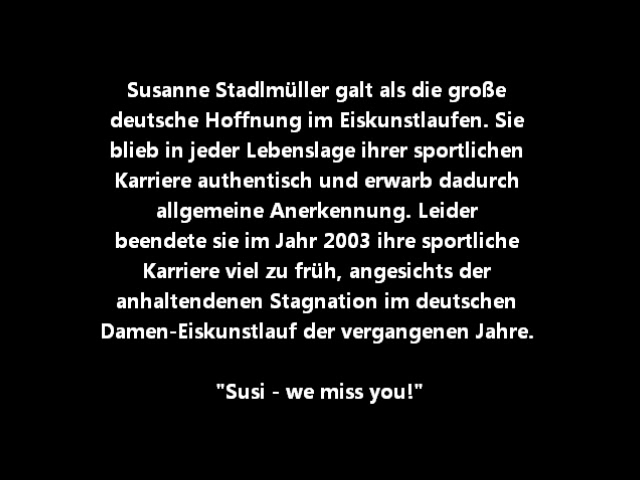 Susanne Stadlmüller galt als die große
deutsche Hoffnung im Eiskunstlaufen. Sie
blieb in jeder Lebenslage ihrer sportlichen
Karriere authentisch und erwarb dadurch
allgemeine Anerkennung. Leider
beendete sie im Jahr 2003 ihre sportliche
Karriere viel zu früh, angesichts der
anhaltendenen Stagnation im deutschen
Damen-Eiskunstlauf der vergangenen Jahre.
"Susi - we miss you!"